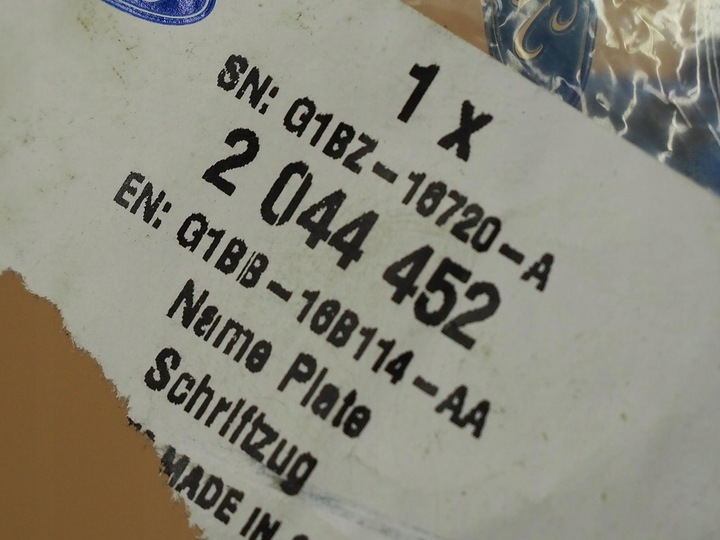 1 X
SN: G1BZ-16720-A
2 044 452
EN: G1BB-16B114-AA
Name Plate
Schriftzug
MADE IN